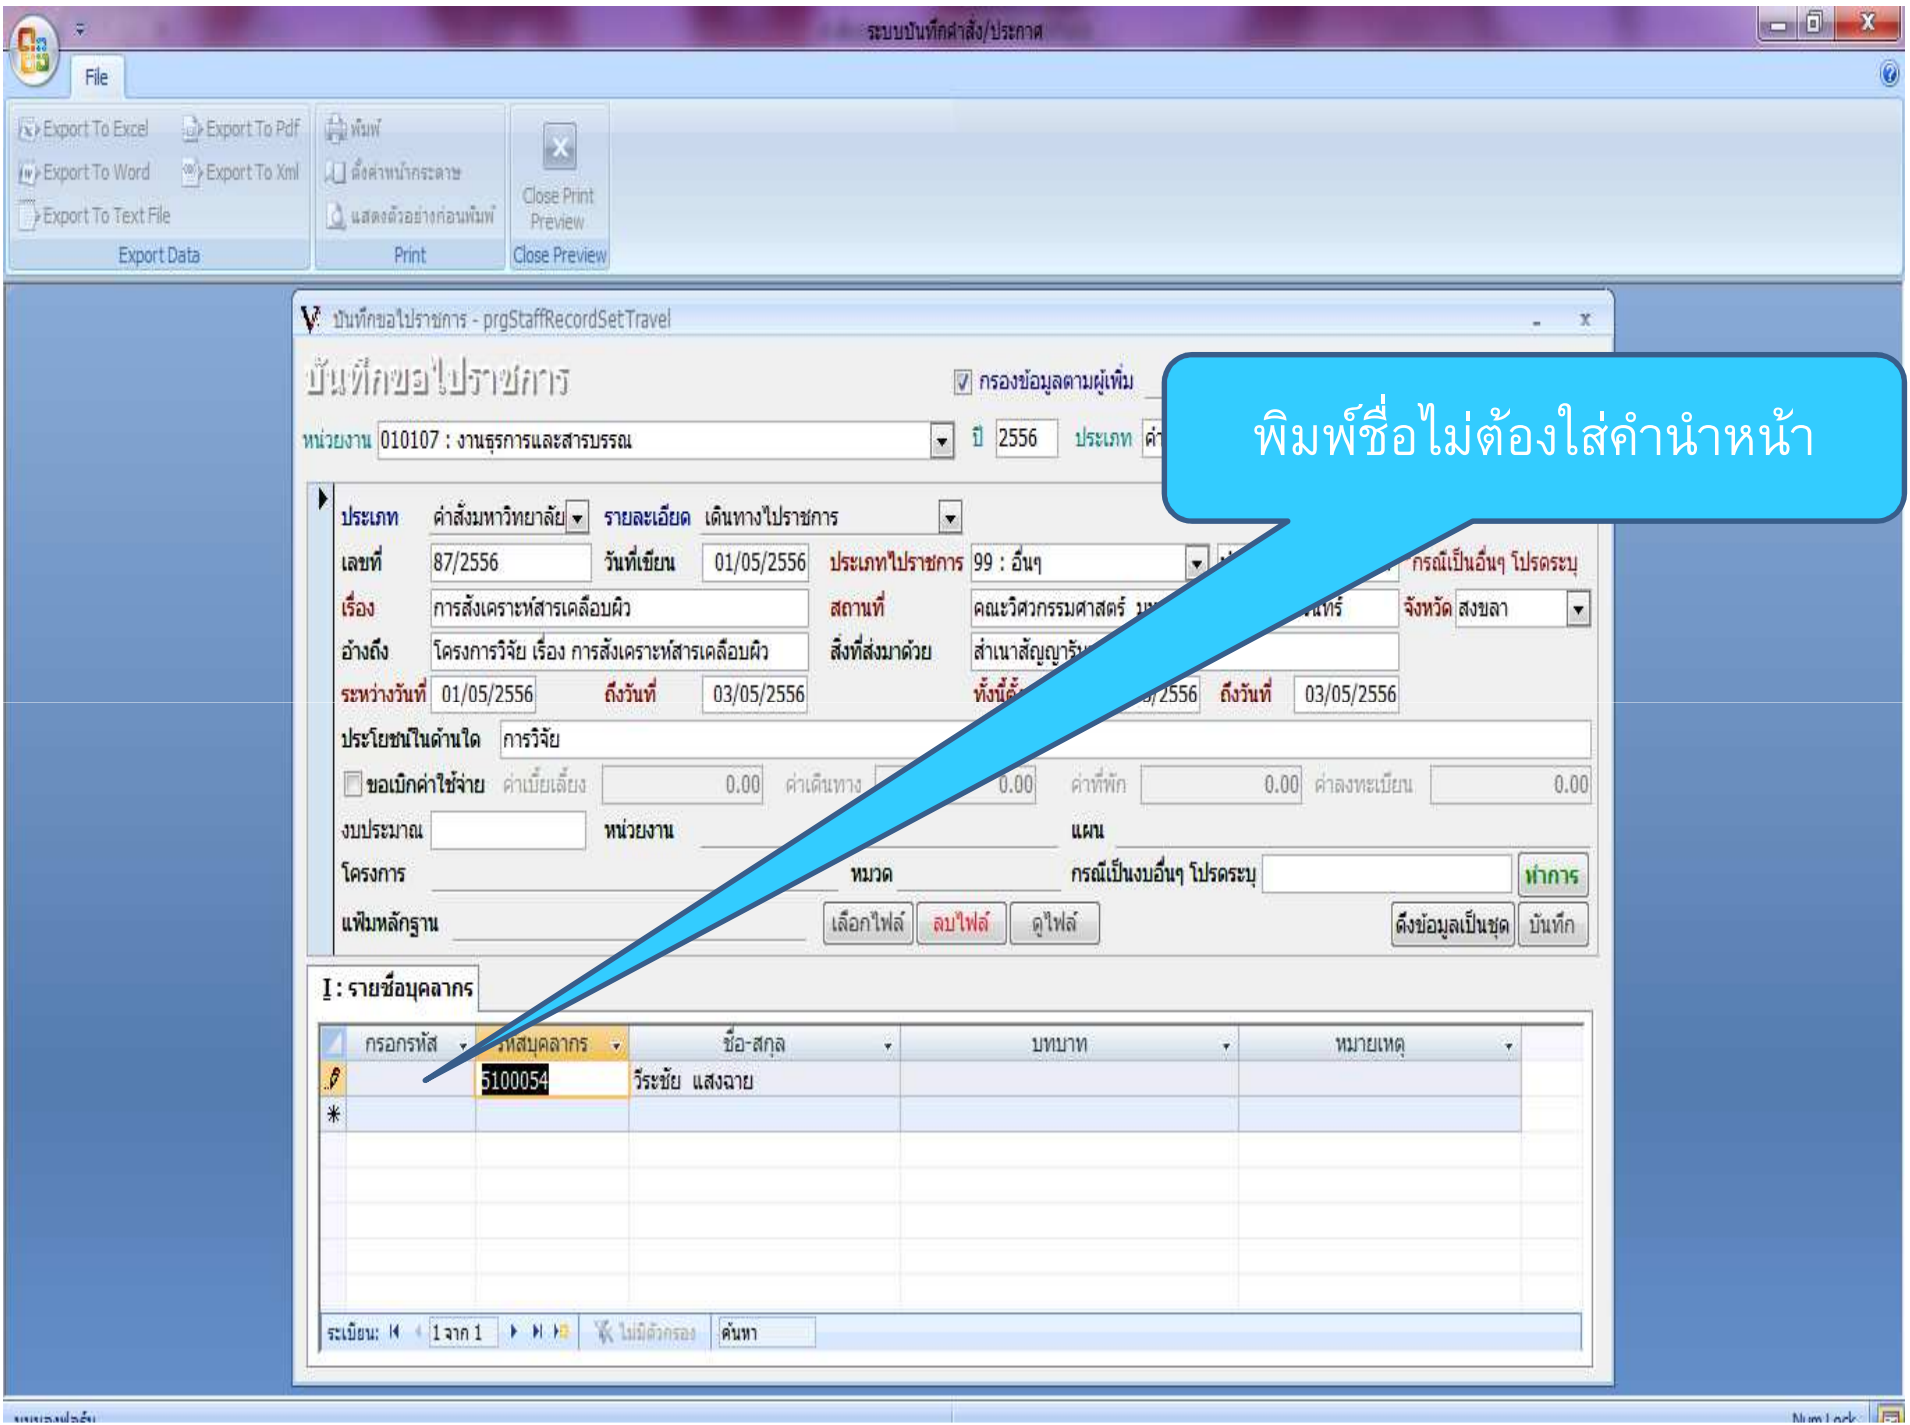 ระบบบันทึกคำสั่ง/ประกาศ
File
Export To Excel
Export To Pdf
Export To Word
Export To Xml
Export To Text File
Export Data
พิมพ์
ตั้งค่าหน้ากระดาษ
แสดงตัวอย่างก่อนพิมพ์
Print
Close Print
Preview
Close Preview
บันทึกขอไปราชการ - prgStaffRecordSetTravel
บันทึกขอไปราชการ
กรองข้อมูลตามผู้เพิ่ม
พิมพ์ชื่อไม่ต้องใส่คำนำหน้า
หน่วยงาน 010107 : งานธุรการและสารบรรณ ปี 2556 ประเภท
ประเภท คำสั่งมหาวิทยาลัย รายละเอียด เดินทางไปราชการ
เลขที่ 87/2556 วันที่เขียน 01/05/2556 ประเภทไปราชการ 99 : อื่นๆ *กรณีเป็นอื่นๆ โปรดระบุ
เรื่อง การสังเคราะห์สารเคลือบผิว สถานที่ คณะวิศวกรรมศาสตร์ จังหวัด สงขลา
อ้างถึง โครงการวิจัย เรื่อง การสังเคราะห์สารเคลือบผิว สิ่งที่ส่งมาด้วย
ระหว่างวันที่ 01/05/2556 ถึงวันที่ 03/05/2556 ถึงวันที่ 03/05/2556
ประโยชน์ในด้านใด การวิจัย
ขอเบิกค่าใช้จ่าย ค่าเบี้ยเลี้ยง 0.00 ค่าเดินทาง 0.00 ค่าที่พัก 0.00 ค่าลงทะเบียน 0.00
งบประมาณ หน่วยงาน แผน
โครงการ หมวด กรณีเป็นงบอื่นๆ โปรดระบุ ทำการ
แฟ้มหลักฐาน เลือกไฟล์ ลบไฟล์ ดูไฟล์ ดึงข้อมูลเป็นชุด บันทึก
I : รายชื่อบุคลากร
กรอกรหัส รหัสบุคลากร ชื่อ-สกุล บทบาท หมายเหตุ
5100054 วีระชัย แสงฉาย
ระเบียน: 1 จาก 1 ไม่มีตัวกรอง ค้นหา
มุมมองฟอร์ม
Num Lock